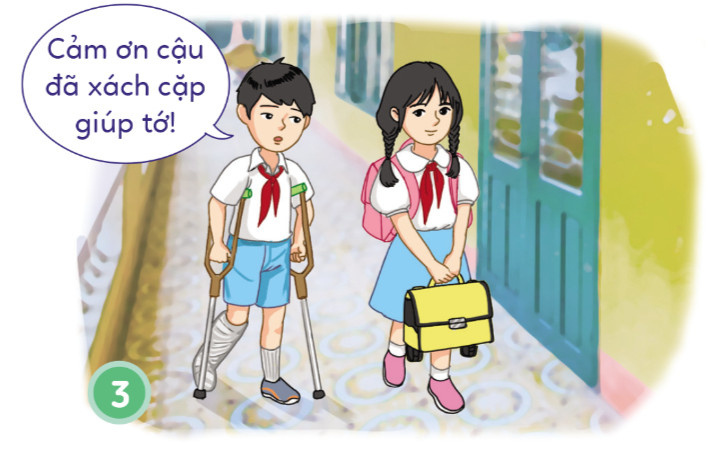 Cảm ơn cậu
đã xách cặp
giúp tớ!
3